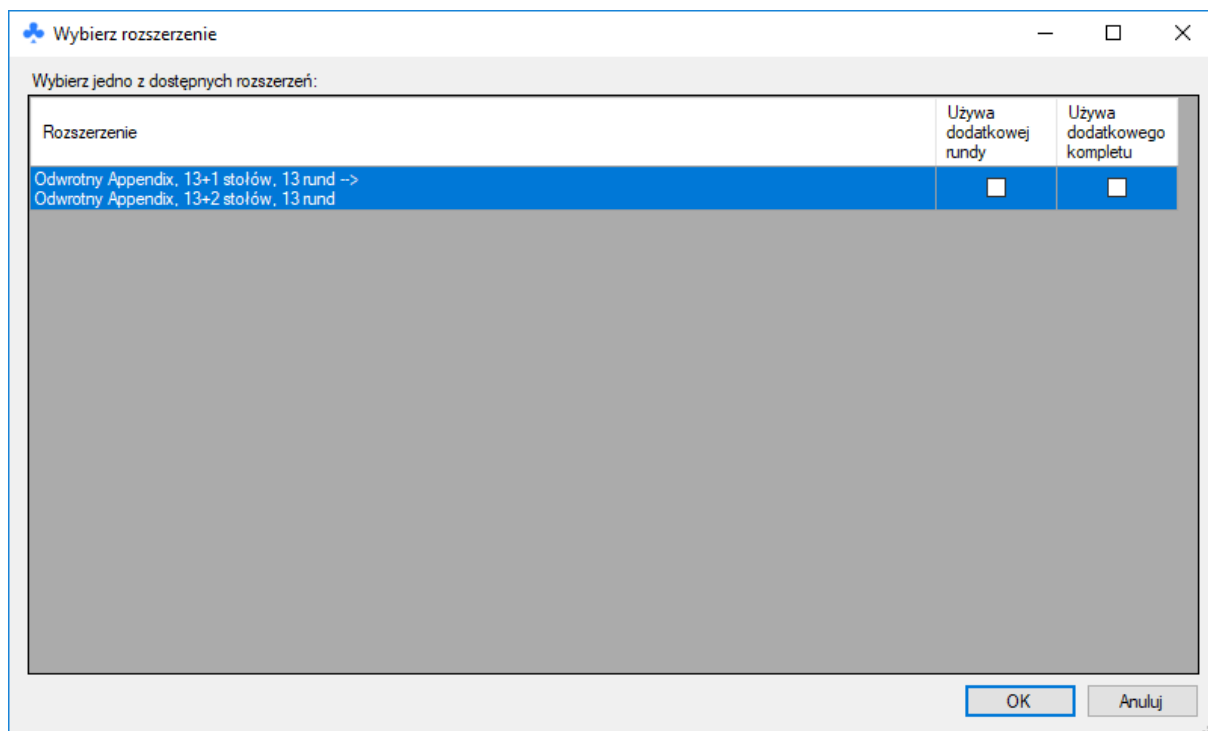 Wybierz rozszerzenie
Wybierz jedno z dostępnych rozszerzeń:
Rozszerzenie
Używa
dodatkowej
rundy
Używa
dodatkowego
kompletu
Odwrotny Appendix, 13+1 stołów, 13 rund -->
Odwrotny Appendix, 13+2 stołów, 13 rund
OK
Anuluj